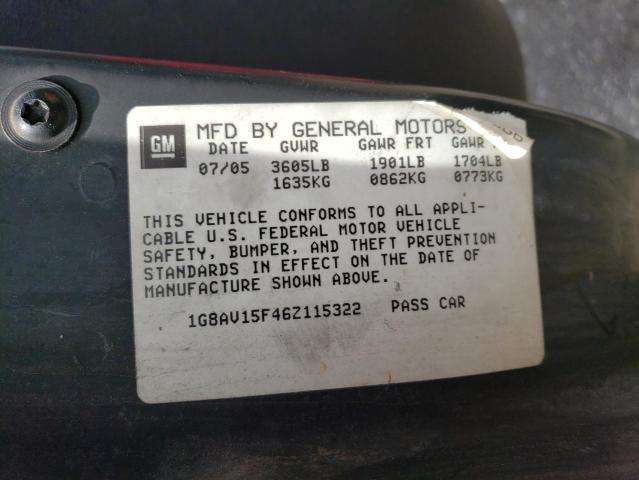 GM
MFD BY GENERAL MOTORS
DATE GVWR GAWR FRT GAWR
07/05 3605LB 1901LB 1704LB
1635KG 0862KG 0773KG
THIS VEHICLE CONFORMS TO ALL APPLI-
CABLE U.S. FEDERAL MOTOR VEHICLE
SAFETY, BUMPER, AND THEFT PREVENTION
STANDARDS IN EFFECT ON THE DATE OF
MANUFACTURE SHOWN ABOVE.
1G8AV15F46Z115322 PASS CAR